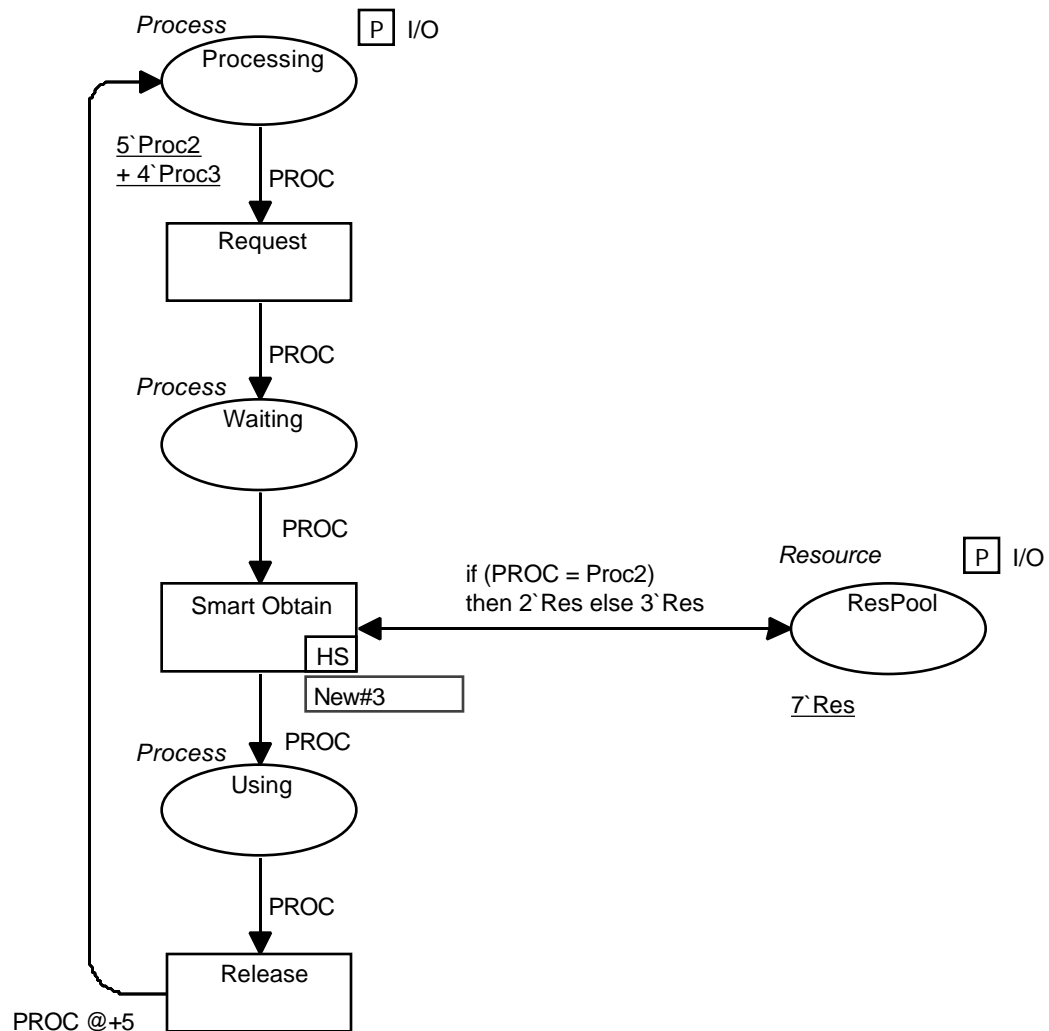 Process
P I/O
Processing
5`Proc2
+ 4`Proc3
PROC
Request
PROC
Process
Waiting
PROC
Resource
P I/O
if (PROC = Proc2)
then 2`Res else 3`Res
Smart Obtain
ResPool
HS
New#3
7`Res
PROC
Process
Using
PROC
Release
PROC @+5